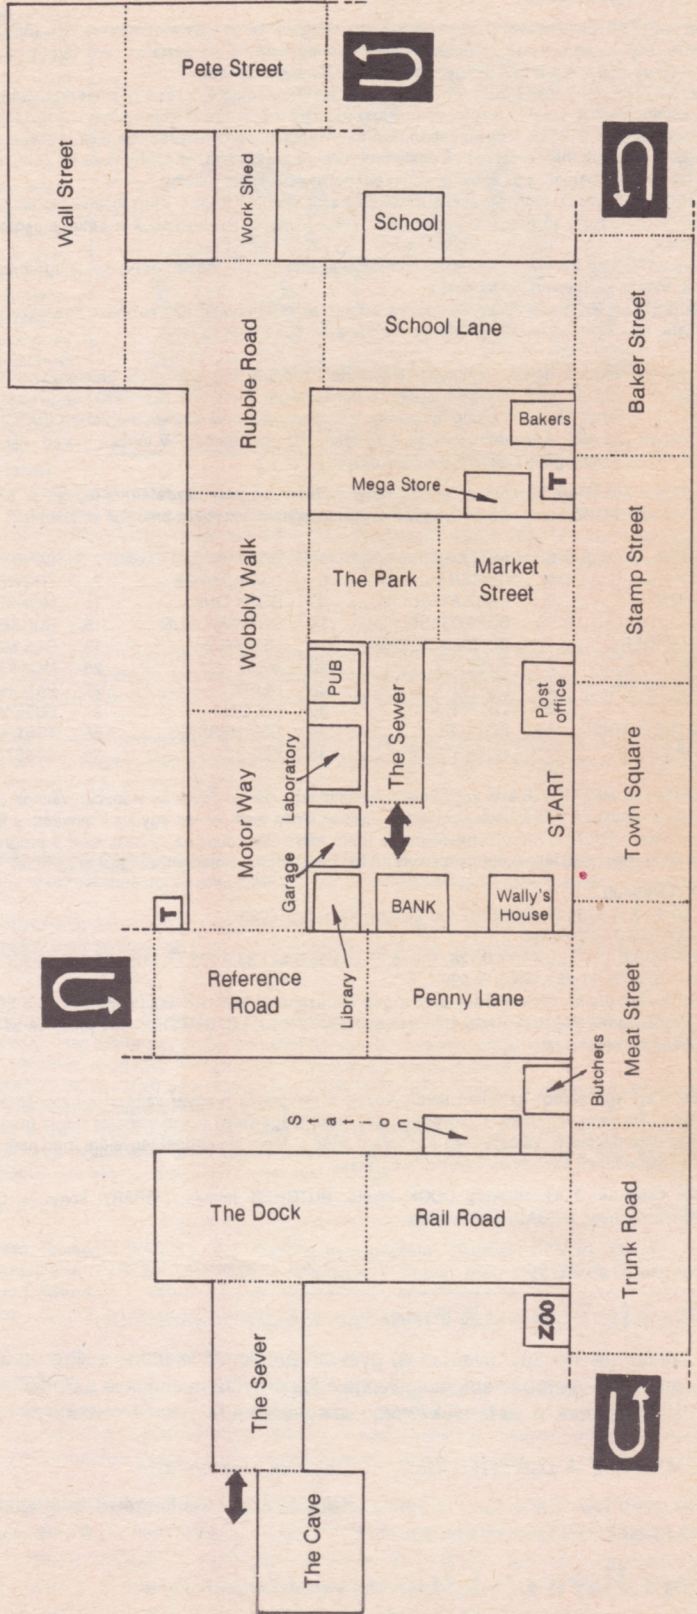 Pete Street
Wall Street
Work Shed
School
Rubble Road
School Lane
Baker Street
Bakers
Mega Store
T
Wobbly Walk
The Park
Market
Street
Stamp Street
PUB
The Sewer
Post
office
Motor Way
Laboratory
Garage
START
Town Square
T
Library
BANK
Wally's
House
Reference
Road
Penny Lane
Meat Street
Butchers
Station
The Dock
Rail Road
Trunk Road
ZOO
The Sever
The Cave